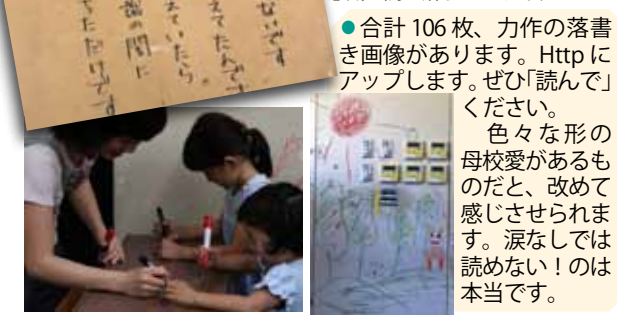 ないです
えてたんです
えていたら。
歯の間に
ちただけです
●合計 106 枚、力作の落書
き画像があります。Http に
アップします。ぜひ「読んで」
ください。
色々な形の
母校愛があるも
のだと、改めて
感じさせられま
す。涙なしでは
読めない！のは
本当です。